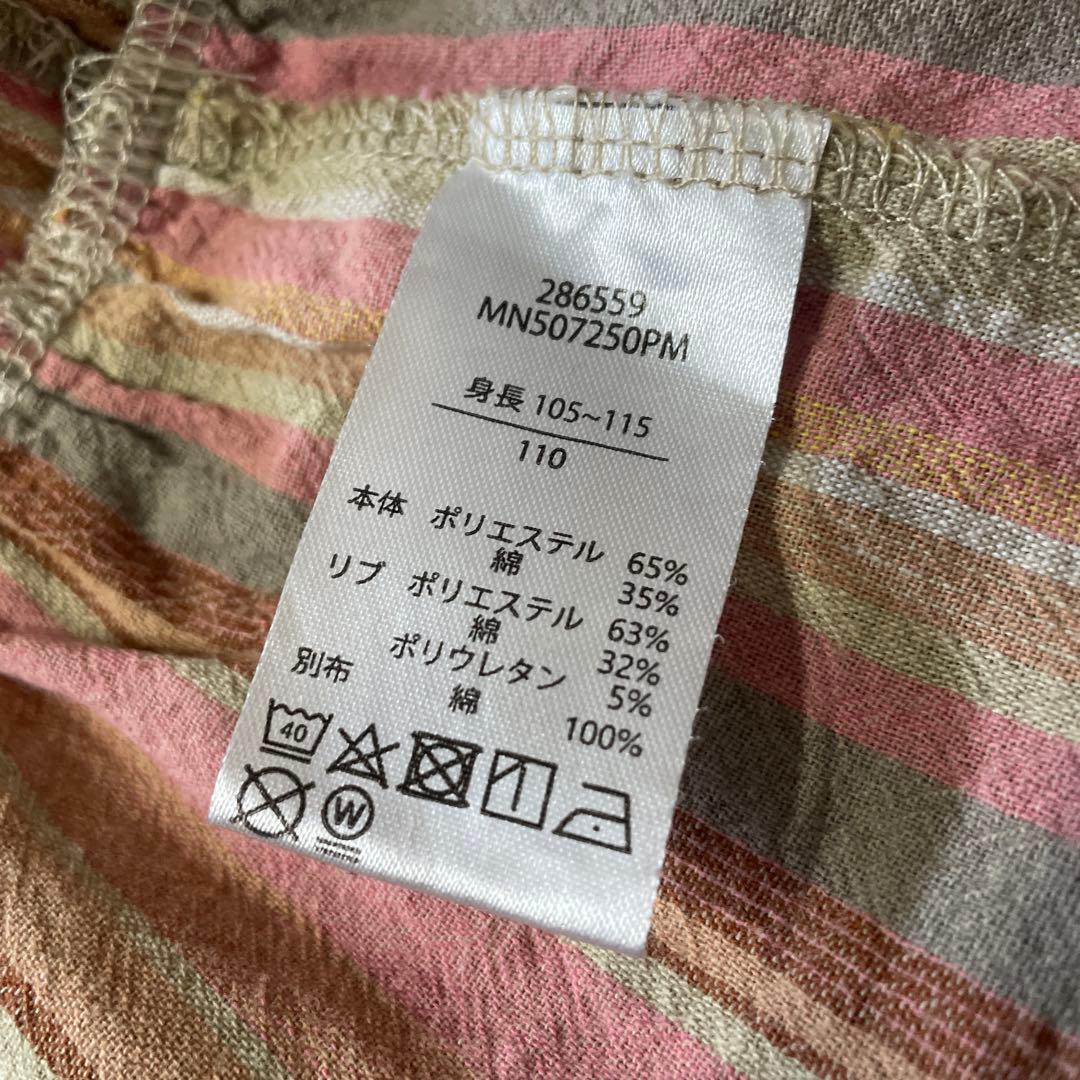 286559
MN507250PM
身長 105~115
110
本体 ポリエステル 65%
綿 35%
リブ ポリエステル 63%
綿 32%
ポリウレタン 5%
別布 綿 100%
40
W